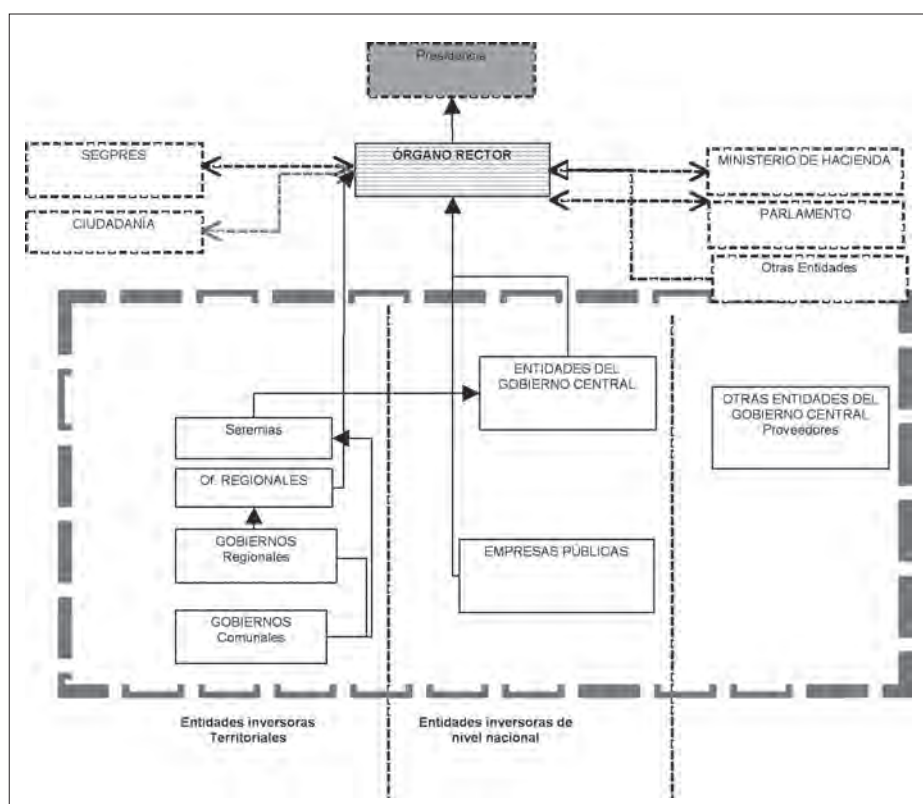 Presidencia
SEGPRES
ÓRGANO RECTOR
MINISTERIO DE HACIENDA
CIUDADANÍA
PARLAMENTO
Otras Entidades
ENTIDADES DEL
GOBIERNO CENTRAL
OTRAS ENTIDADES DEL
GOBIERNO CENTRAL
Proveedores
Seremias
Of. REGIONALES
GOBIERNOS
Regionales
EMPRESAS PÚBLICAS
GOBIERNOS
Comunales
Entidades inversoras
Territoriales
Entidades inversoras de
nivel nacional